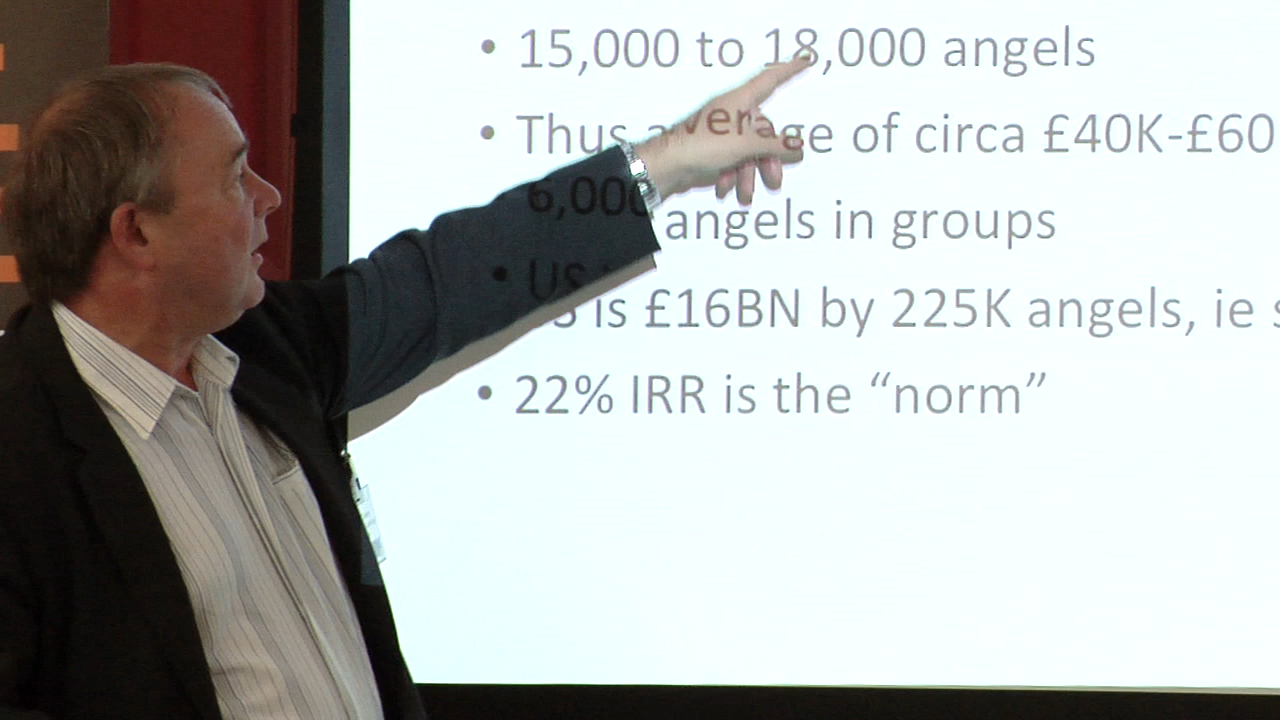 • 15,000 to 18,000 angels
• Thus average of circa £40K-£60
6,000 angels in groups
• US is £16BN by 225K angels, ie s
• 22% IRR is the “norm”